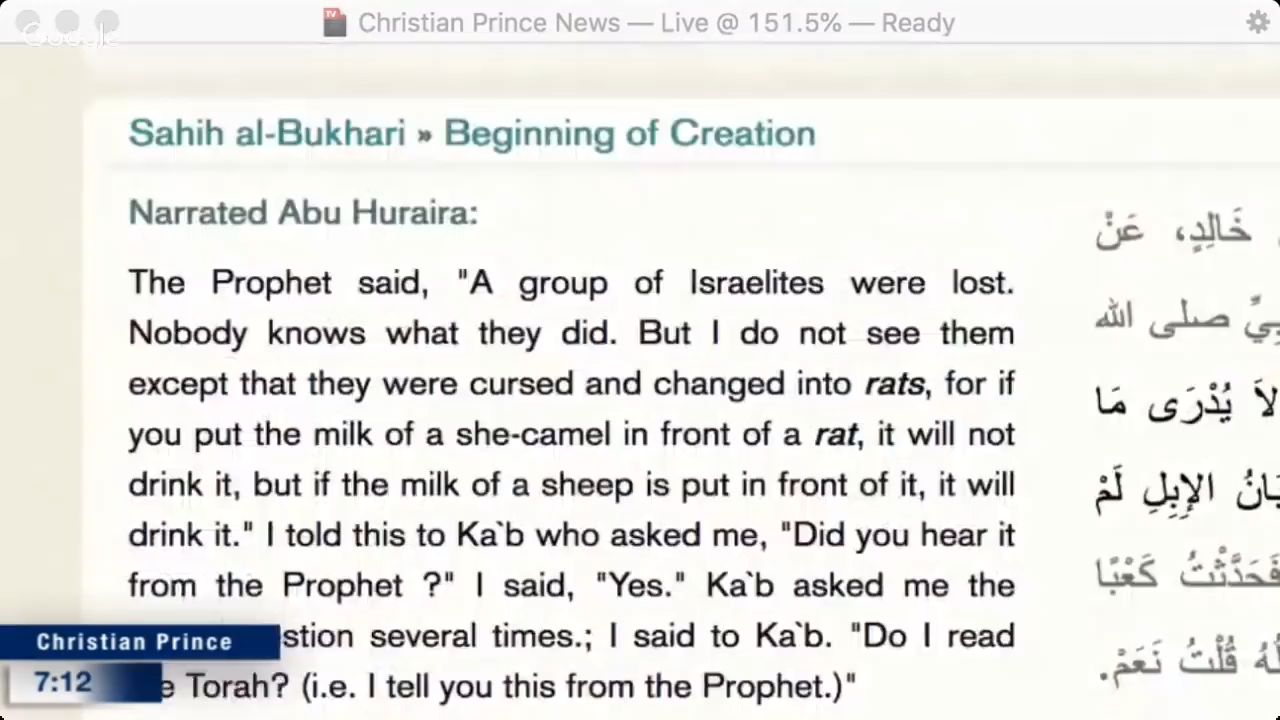 Christian Prince News — Live @ 151.5% — Ready
Google
Sahih al-Bukhari » Beginning of Creation
Narrated Abu Huraira:
The Prophet said, "A group of Israelites were lost.
Nobody knows what they did. But I do not see them
except that they were cursed and changed into rats, for if
you put the milk of a she-camel in front of a rat, it will not
drink it, but if the milk of a sheep is put in front of it, it will
drink it." I told this to Ka`b who asked me, "Did you hear it
from the Prophet ?" I said, "Yes." Ka`b asked me the
stion several times.; I said to Ka`b. "Do I read
e Torah? (i.e. I tell you this from the Prophet.)"
خَالِدٍ، عَنْ
صلى الله
لاَ يُدْرَى مَا
الإِبِلِ لَمْ
فَحَدَّثْتُ كَعْبًا
قُلْتُ نَعَمْ.
Christian Prince
7:12